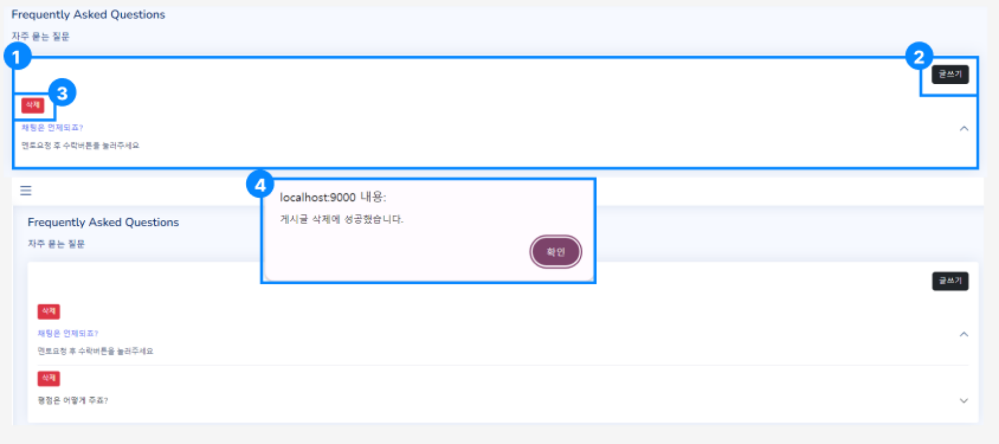 Frequently Asked Questions
자주 묻는 질문
1
2
글쓰기
3
삭제
채팅은 언제되죠?
멘토요청 후 수락버튼을 눌러주세요
4
localhost:9000 내용:
게시글 삭제에 성공했습니다.
확인
Frequently Asked Questions
자주 묻는 질문
글쓰기
삭제
채팅은 언제되죠?
멘토요청 후 수락버튼을 눌러주세요
삭제
평점은 어떻게 주죠?